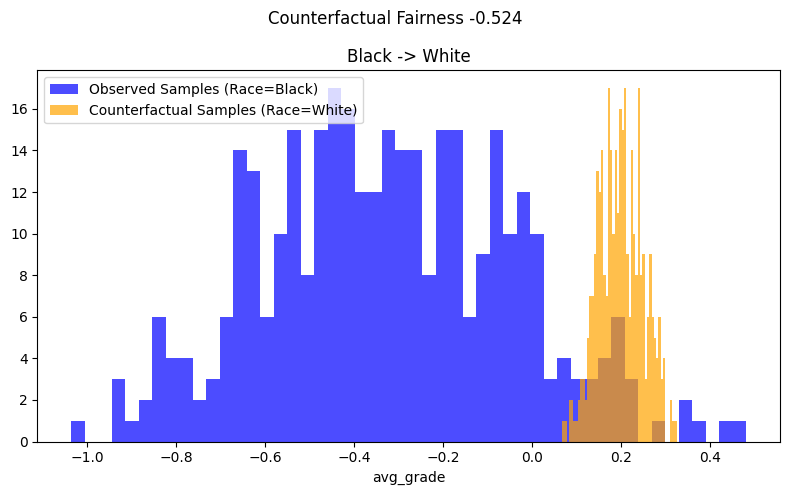 Counterfactual Fairness -0.524
Black -> White
Observed Samples (Race=Black)
Counterfactual Samples (Race=White)
16
14
12
10
8
6
4
2
0
−1.0 −0.8 −0.6 −0.4 −0.2 0.0 0.2 0.4
avg_grade